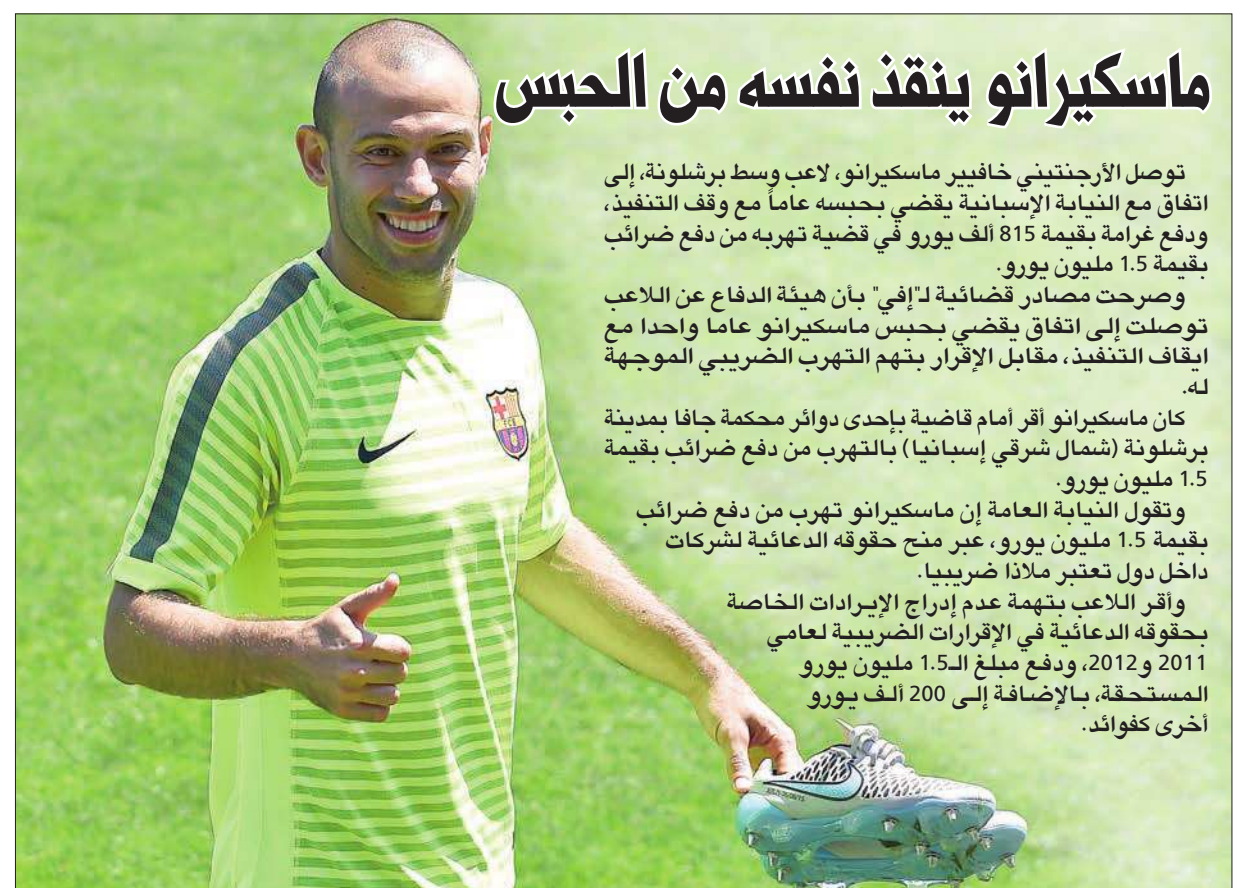 ماسكيرانو ينقذ نفسه من الحبس
توصل الأرجنتيني خافيير ماسكيرانو، لاعب وسط برشلونة، إلى
اتفاق مع النيابة الإسبانية يقضي بحبسه عاماً مع وقف التنفيذ،
ودفع غرامة بقيمة 815 ألف يورو في قضية تهربه من دفع ضرائب
بقيمة 1.5 مليون يورو.
وصرحت مصادر قضائية لـ"إفي" بأن هيئة الدفاع عن اللاعب
توصلت إلى اتفاق يقضي بحبس ماسكيرانو عاما واحدا مع
ايقاف التنفيذ، مقابل الإقرار بتهم التهرب الضريبي الموجهة
له.
كان ماسكيرانو أقر أمام قاضية بإحدى دوائر محكمة جافا بمدينة
برشلونة (شمال شرقي إسبانيا) بالتهرب من دفع ضرائب بقيمة
1.5 مليون يورو.
وتقول النيابة العامة إن ماسكيرانو تهرب من دفع ضرائب
بقيمة 1.5 مليون يورو، عبر منح حقوقه الدعائية لشركات
داخل دول تعتبر ملاذا ضريبيا.
وأقر اللاعب بتهمة عدم إدراج الإيرادات الخاصة
بحقوقه الدعائية في الإقرارات الضريبية لعامي
2011 و2012، ودفع مبلغ الـ1.5 مليون يورو
المستحقة، بالإضافة إلى 200 ألف يورو
أخرى كفوائد.
FCB